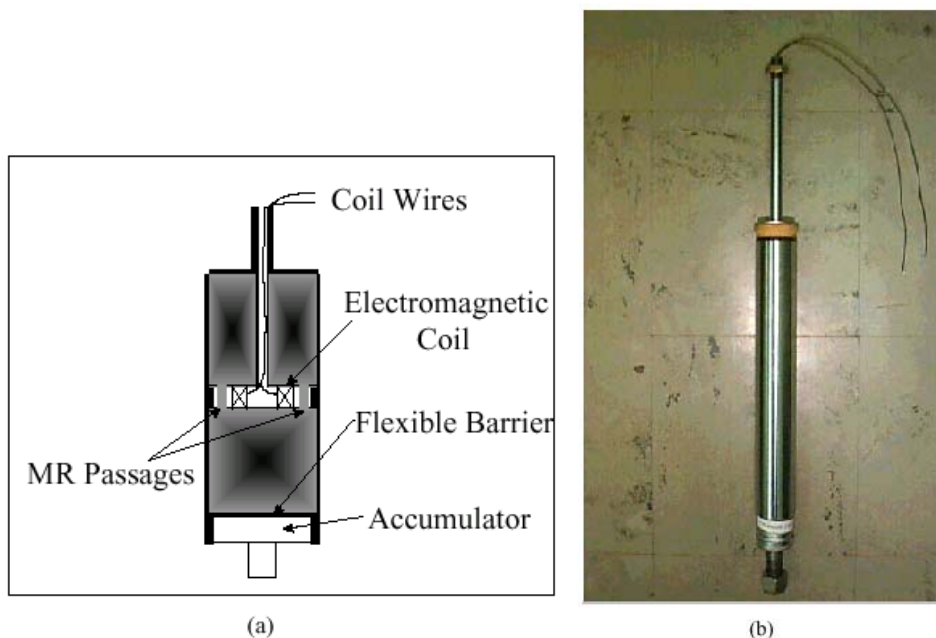 Coil Wires
Electromagnetic
Coil
Flexible Barrier
MR Passages
Accumulator
(a)
(b)